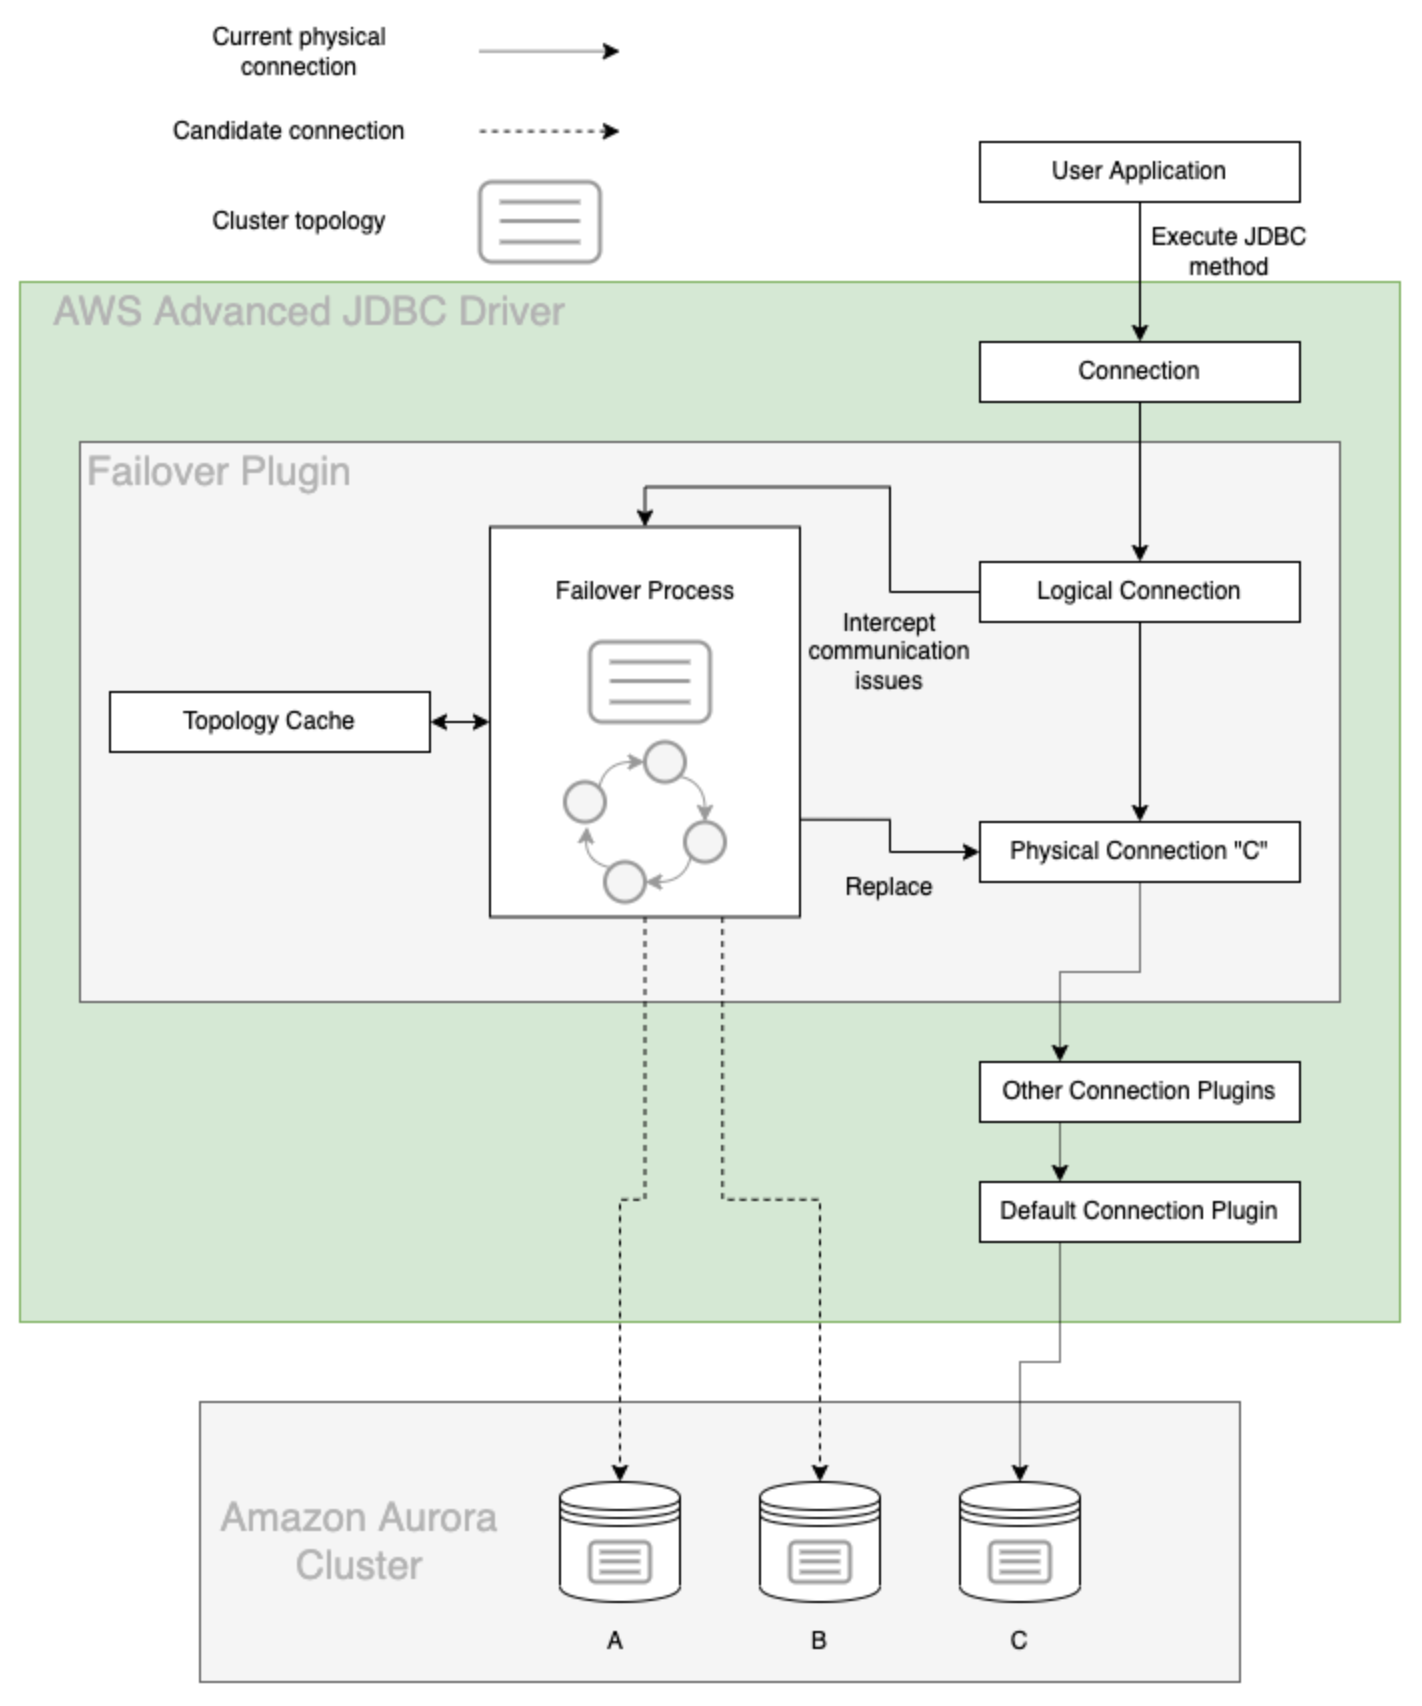 Current physical
connection
Candidate connection
Cluster topology
User Application
Execute JDBC
method
AWS Advanced JDBC Driver
Connection
Failover Plugin
Failover Process
Logical Connection
Intercept
communication
issues
Topology Cache
Physical Connection "C"
Replace
Other Connection Plugins
Default Connection Plugin
Amazon Aurora
Cluster
A
B
C